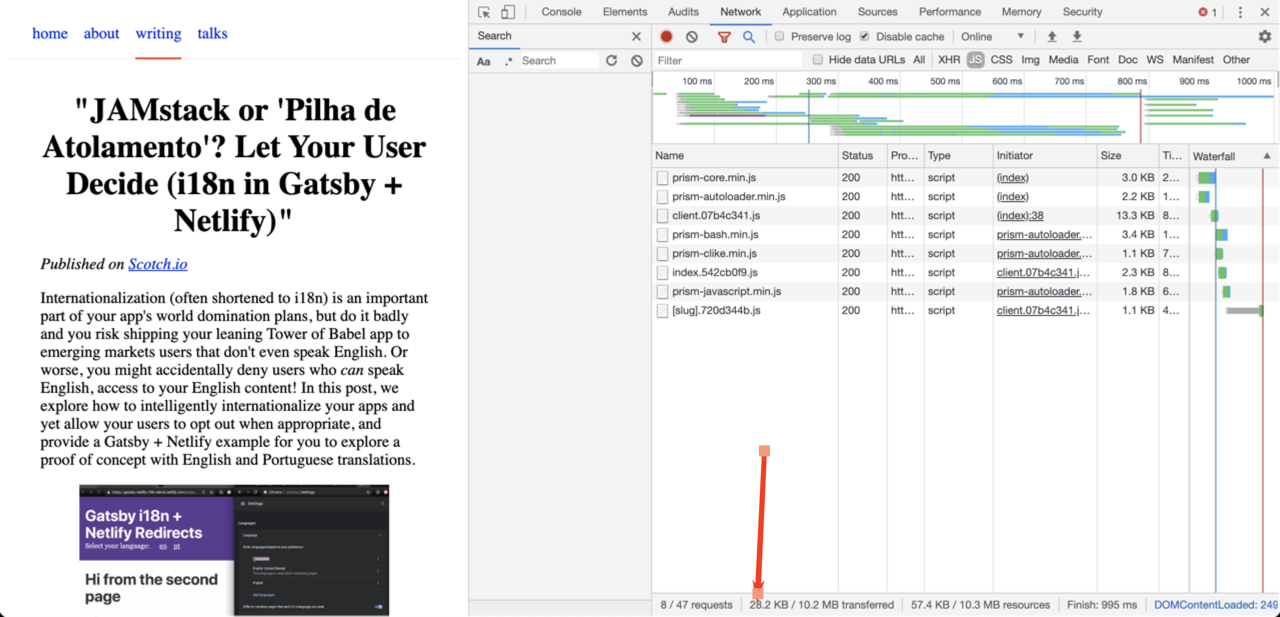 home about writing talks
"JAMstack or 'Pilha de
Atolamento'? Let Your User
Decide (i18n in Gatsby +
Netlify)"
Published on Scotch.io
Internationalization (often shortened to i18n) is an important
part of your app's world domination plans, but do it badly
and you risk shipping your leaning Tower of Babel app to
emerging markets users that don't even speak English. Or
worse, you might accidentally deny users who can speak
English, access to your English content! In this post, we
explore how to intelligently internationalize your apps and
yet allow your users to opt out when appropriate, and
provide a Gatsby + Netlify example for you to explore a
proof of concept with English and Portuguese translations.
Gatsby i18n +
Netlify Redirects
Select your language: en pt
Hi from the second
page
Settings
Languages
Language
English
Add languages
Console Elements Audits Network Application Sources Performance Memory Security 1
Search
Aa .* Search
Preserve log Disable cache Online
Filter Hide data URLs All XHR JS CSS Img Media Font Doc WS Manifest Other
100 ms 200 ms 300 ms 400 ms 500 ms 600 ms 700 ms 800 ms 900 ms 1000 ms
Name Status Pro... Type Initiator Size Ti... Waterfall
prism-core.min.js 200 htt... script (index) 3.0 KB 2...
prism-autoloader.min.js 200 htt... script (index) 2.2 KB 1...
client.07b4c341.js 200 htt... script (index):38 13.3 KB 8...
prism-bash.min.js 200 htt... script prism-autoloader.... 3.4 KB 1...
prism-clike.min.js 200 htt... script prism-autoloader.... 1.1 KB 7...
index.542cb0f9.js 200 htt... script client.07b4c341.j... 2.3 KB 8...
prism-javascript.min.js 200 htt... script prism-autoloader.... 1.8 KB 6...
[slug].720d344b.js 200 htt... script client.07b4c341.j... 1.1 KB 4...
8 / 47 requests 28.2 KB / 10.2 MB transferred 57.4 KB / 10.3 MB resources Finish: 995 ms DOMContentLoaded: 249